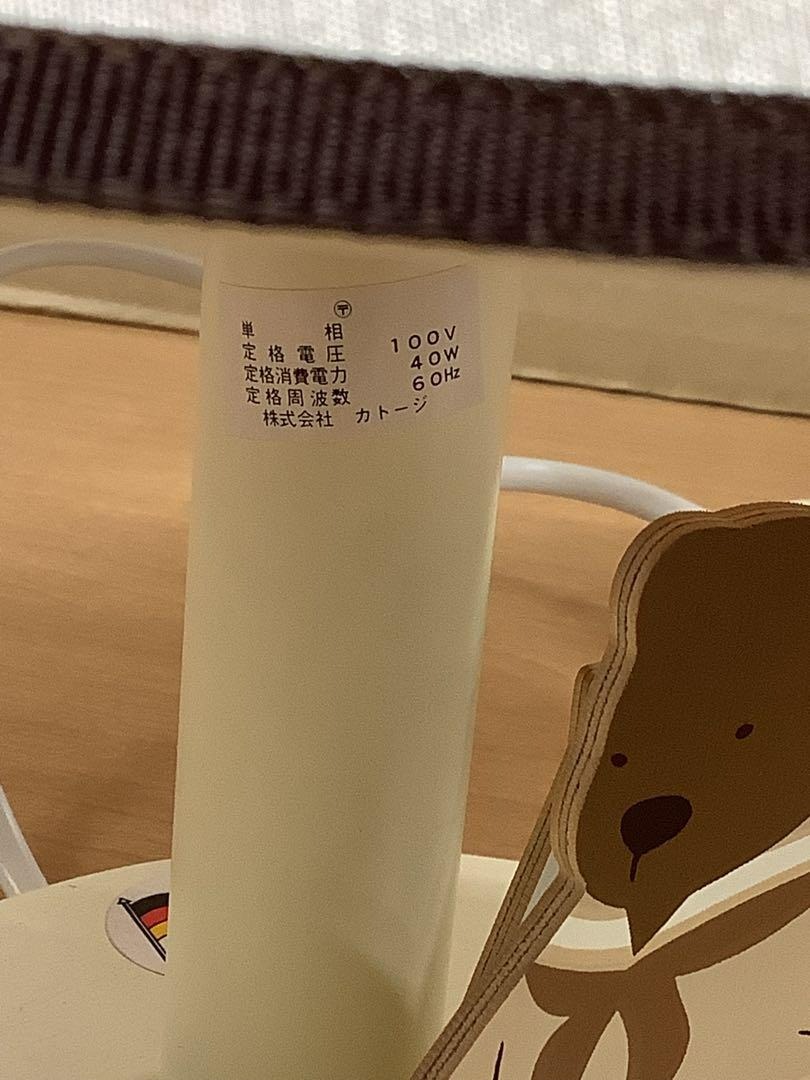 〒
単相
定格電圧 100V
定格消費電力 40W
定格周波数 60Hz
株式会社 カトージ